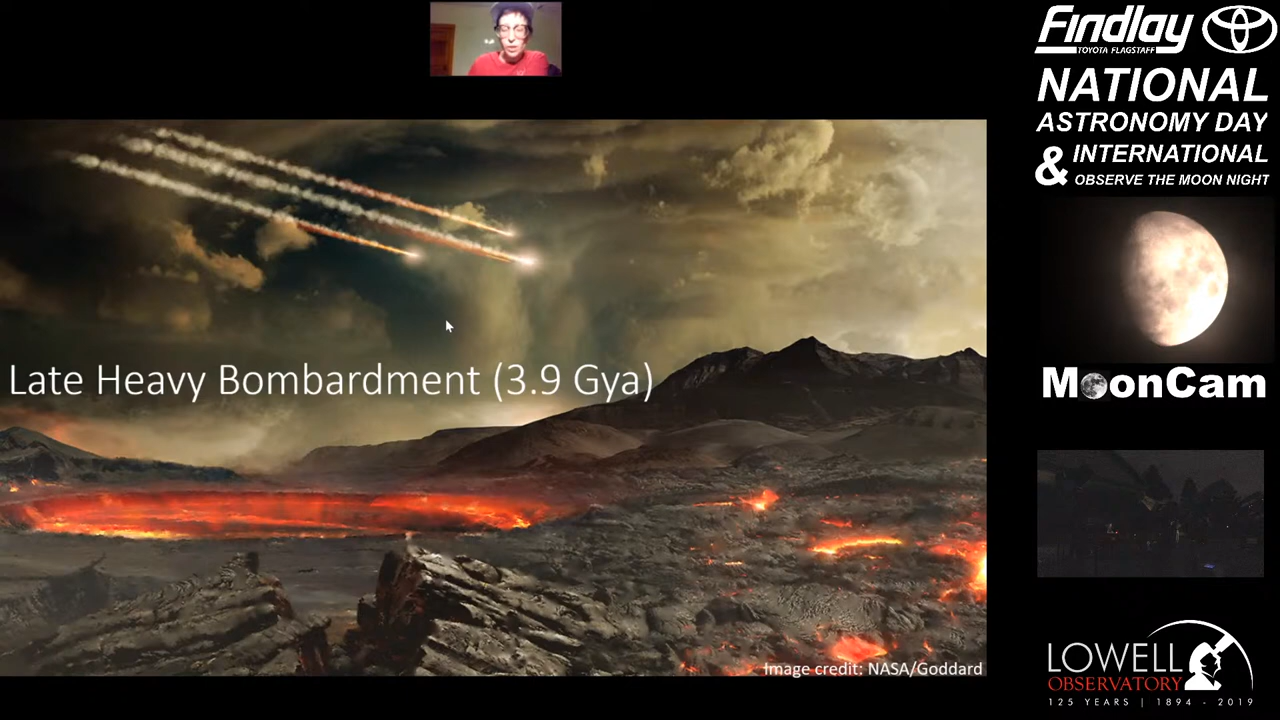 Late Heavy Bombardment (3.9 Gya)
Image credit: NASA/Goddard
Findlay
TOYOTA FLAGSTAFF
NATIONAL
ASTRONOMY DAY
& INTERNATIONAL
OBSERVE THE MOON NIGHT
MoonCam
LOWELL
OBSERVATORY
125 YEARS | 1894 - 2019